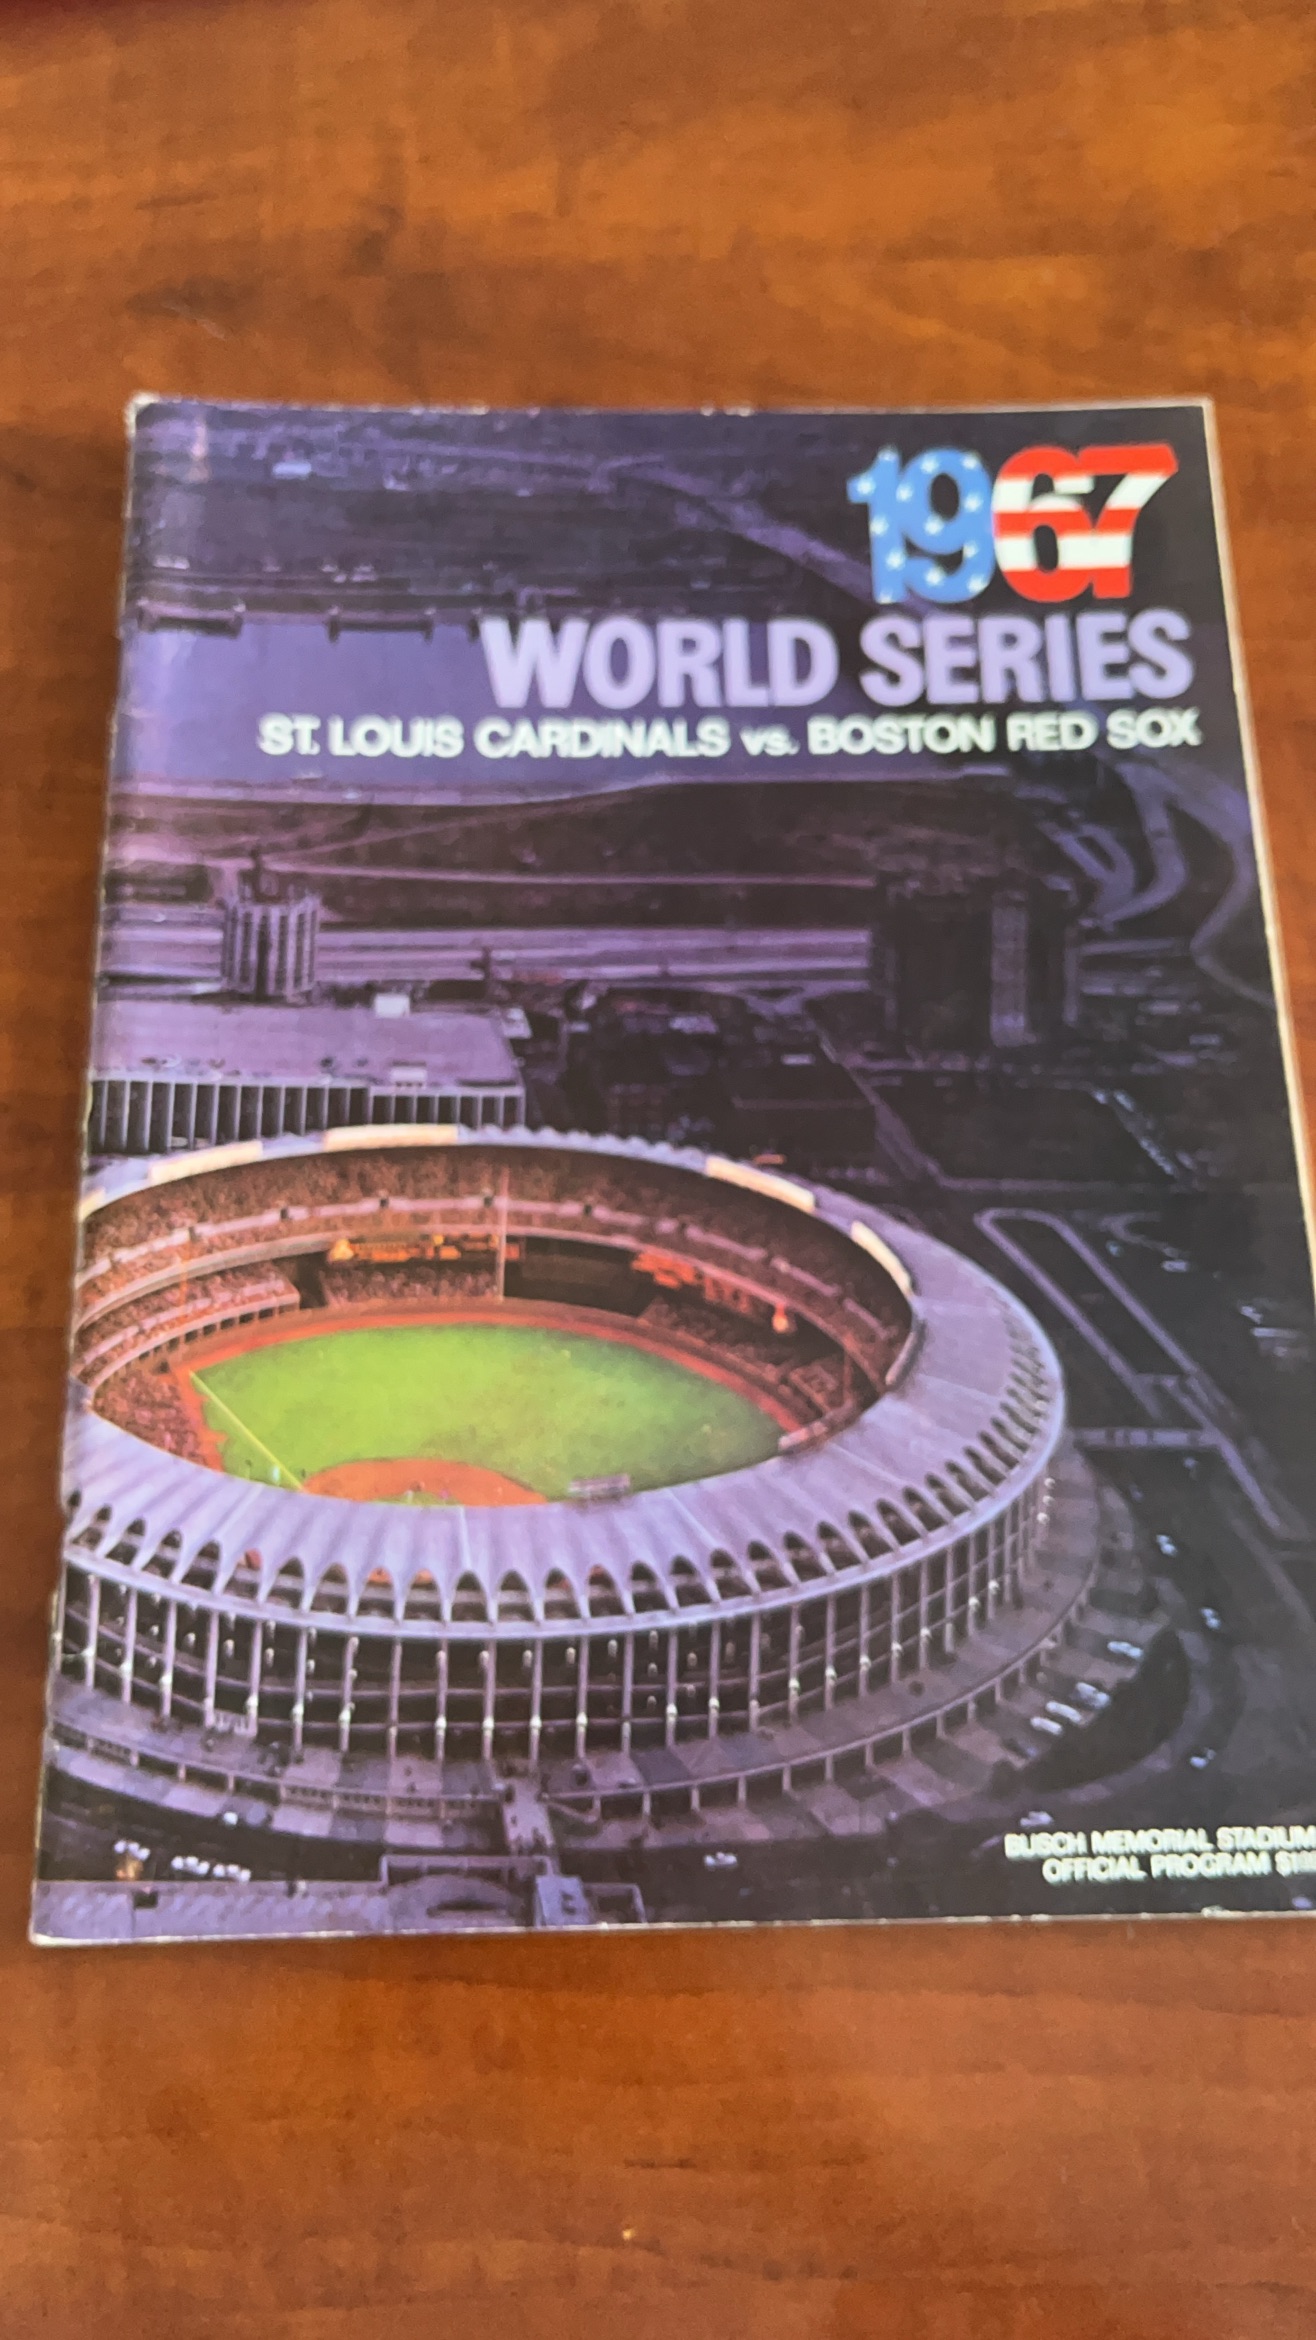 1967
WORLD SERIES
ST. LOUIS CARDINALS vs. BOSTON RED SOX
BUSCH MEMORIAL STADIUM
OFFICIAL PROGRAM